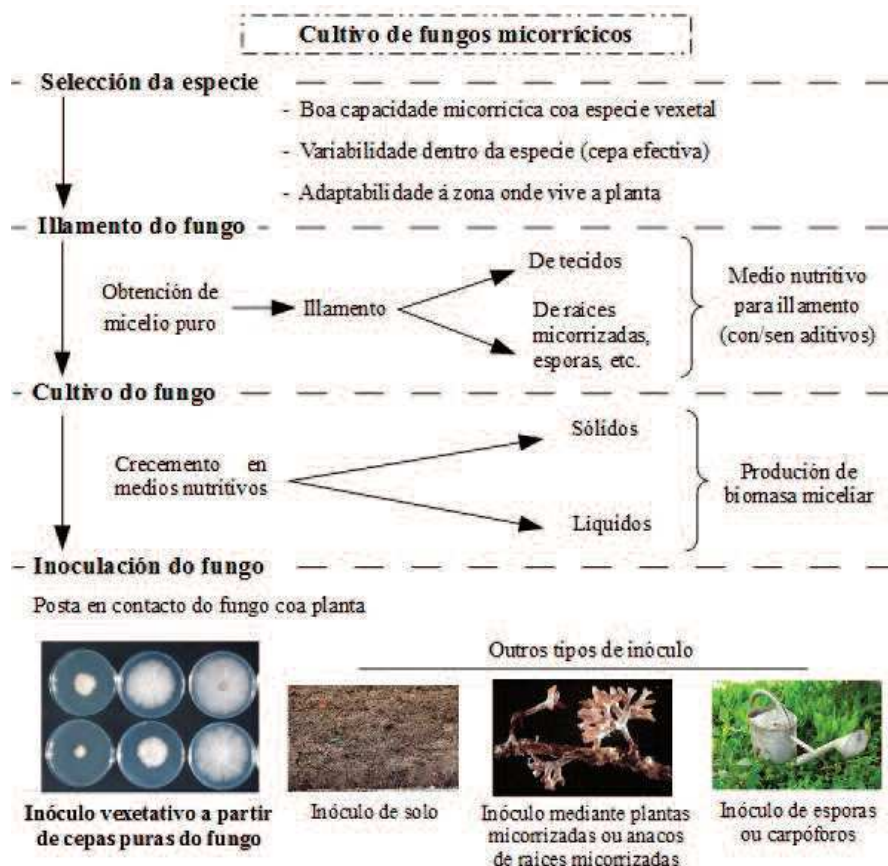 Cultivo de fungos micorrícicos
Selección da especie
- Boa capacidade micorricica coa especie vexetal
- Variabilidade dentro da especie (cepa efectiva)
- Adaptabilidade á zona onde vive a planta
Illamento do fungo
Obtención de
micelio puro
Illamento
De tecidos
De raíces
micorrizadas,
esporas, etc.
Medio nutritivo
para illamento
(con/sen aditivos)
Cultivo do fungo
Crecemento en
medios nutritivos
Sólidos
Líquidos
Produción de
biomasa miceliar
Inoculación do fungo
Posta en contacto do fungo coa planta
Outros tipos de inóculo
Inóculo vexetativo a partir
de cepas puras do fungo
Inóculo de solo
Inóculo mediante plantas
micorrizadas ou anacos
de raíces micorrizadas
Inóculo de esporas
ou carpóforos